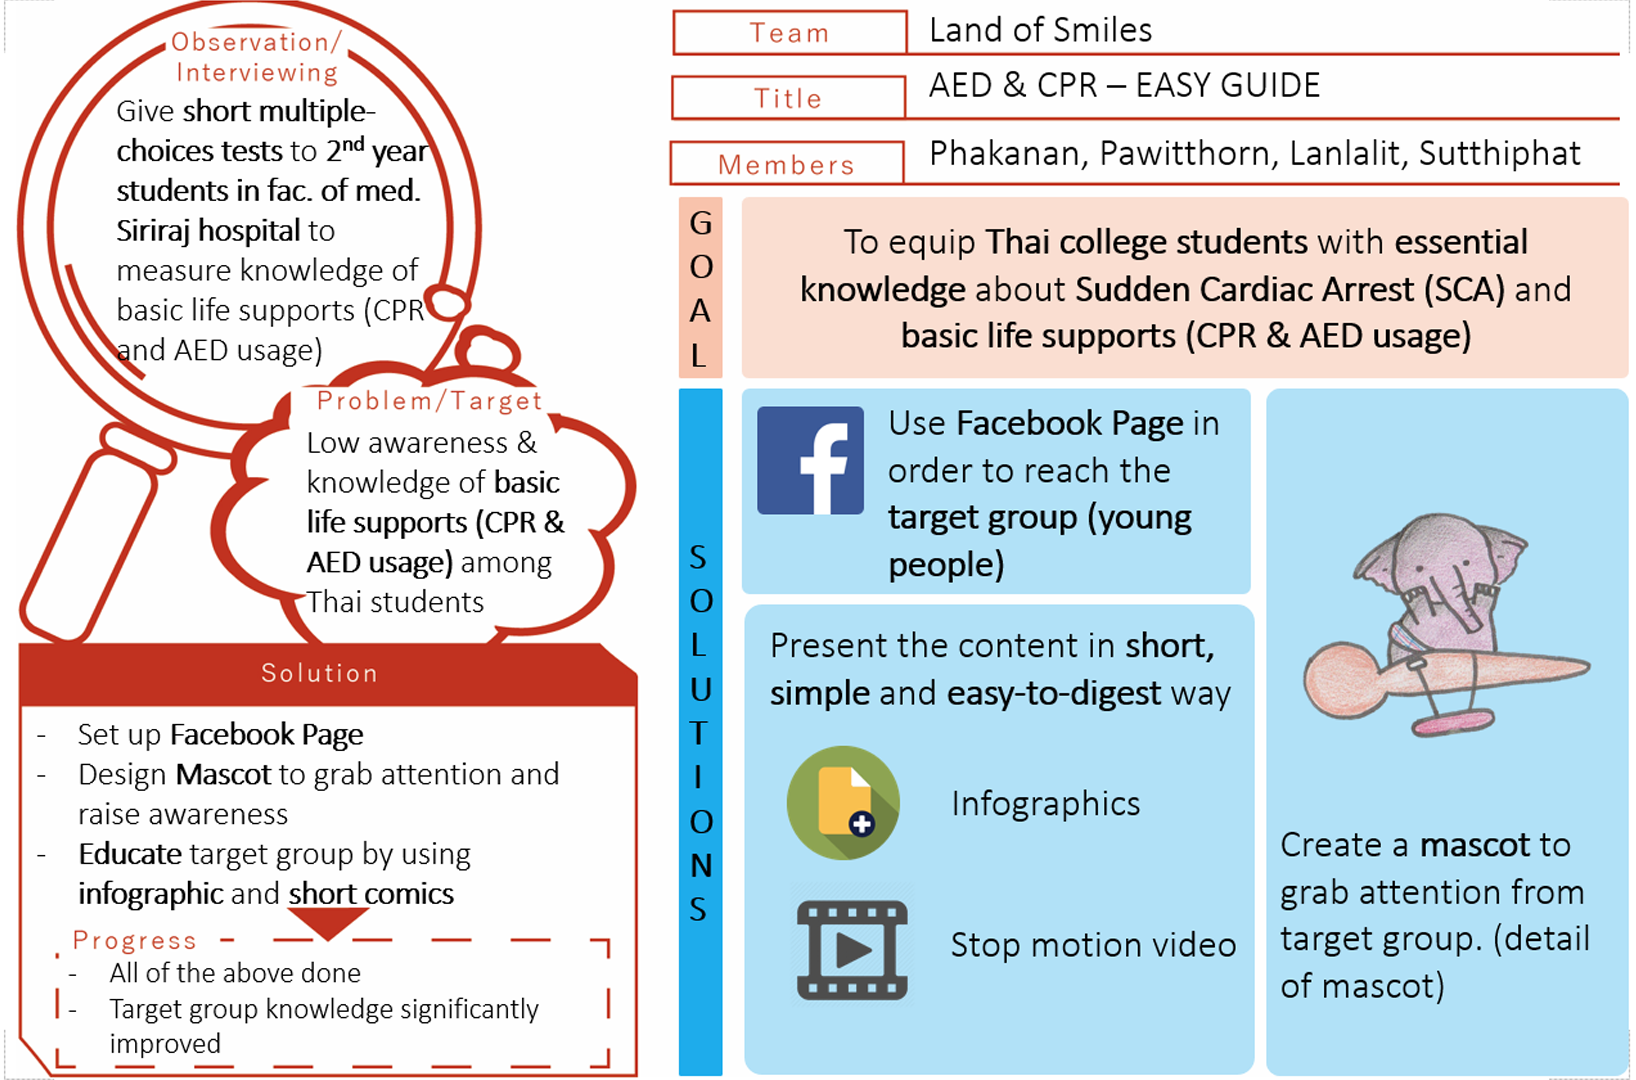 Observation/
Interviewing
Give short multiple-
choices tests to 2nd year
students in fac. of med.
Siriraj hospital to
measure knowledge of
basic life supports (CPR
and AED usage)
Problem/Target
Low awareness &
knowledge of basic
life supports (CPR &
AED usage) among
Thai students
Solution
- Set up Facebook Page
- Design Mascot to grab attention and
raise awareness
- Educate target group by using
infographic and short comics
Progress
- All of the above done
- Target group knowledge significantly
improved
Team
Land of Smiles
Title
AED & CPR – EASY GUIDE
Members
Phakanan, Pawitthorn, Lanlalit, Sutthiphat
GOAL
To equip Thai college students with essential
knowledge about Sudden Cardiac Arrest (SCA) and
basic life supports (CPR & AED usage)
SOLUTIONS
f
Use Facebook Page in
order to reach the
target group (young
people)
Present the content in short,
simple and easy-to-digest way
Infographics
Stop motion video
Create a mascot to
grab attention from
target group. (detail
of mascot)